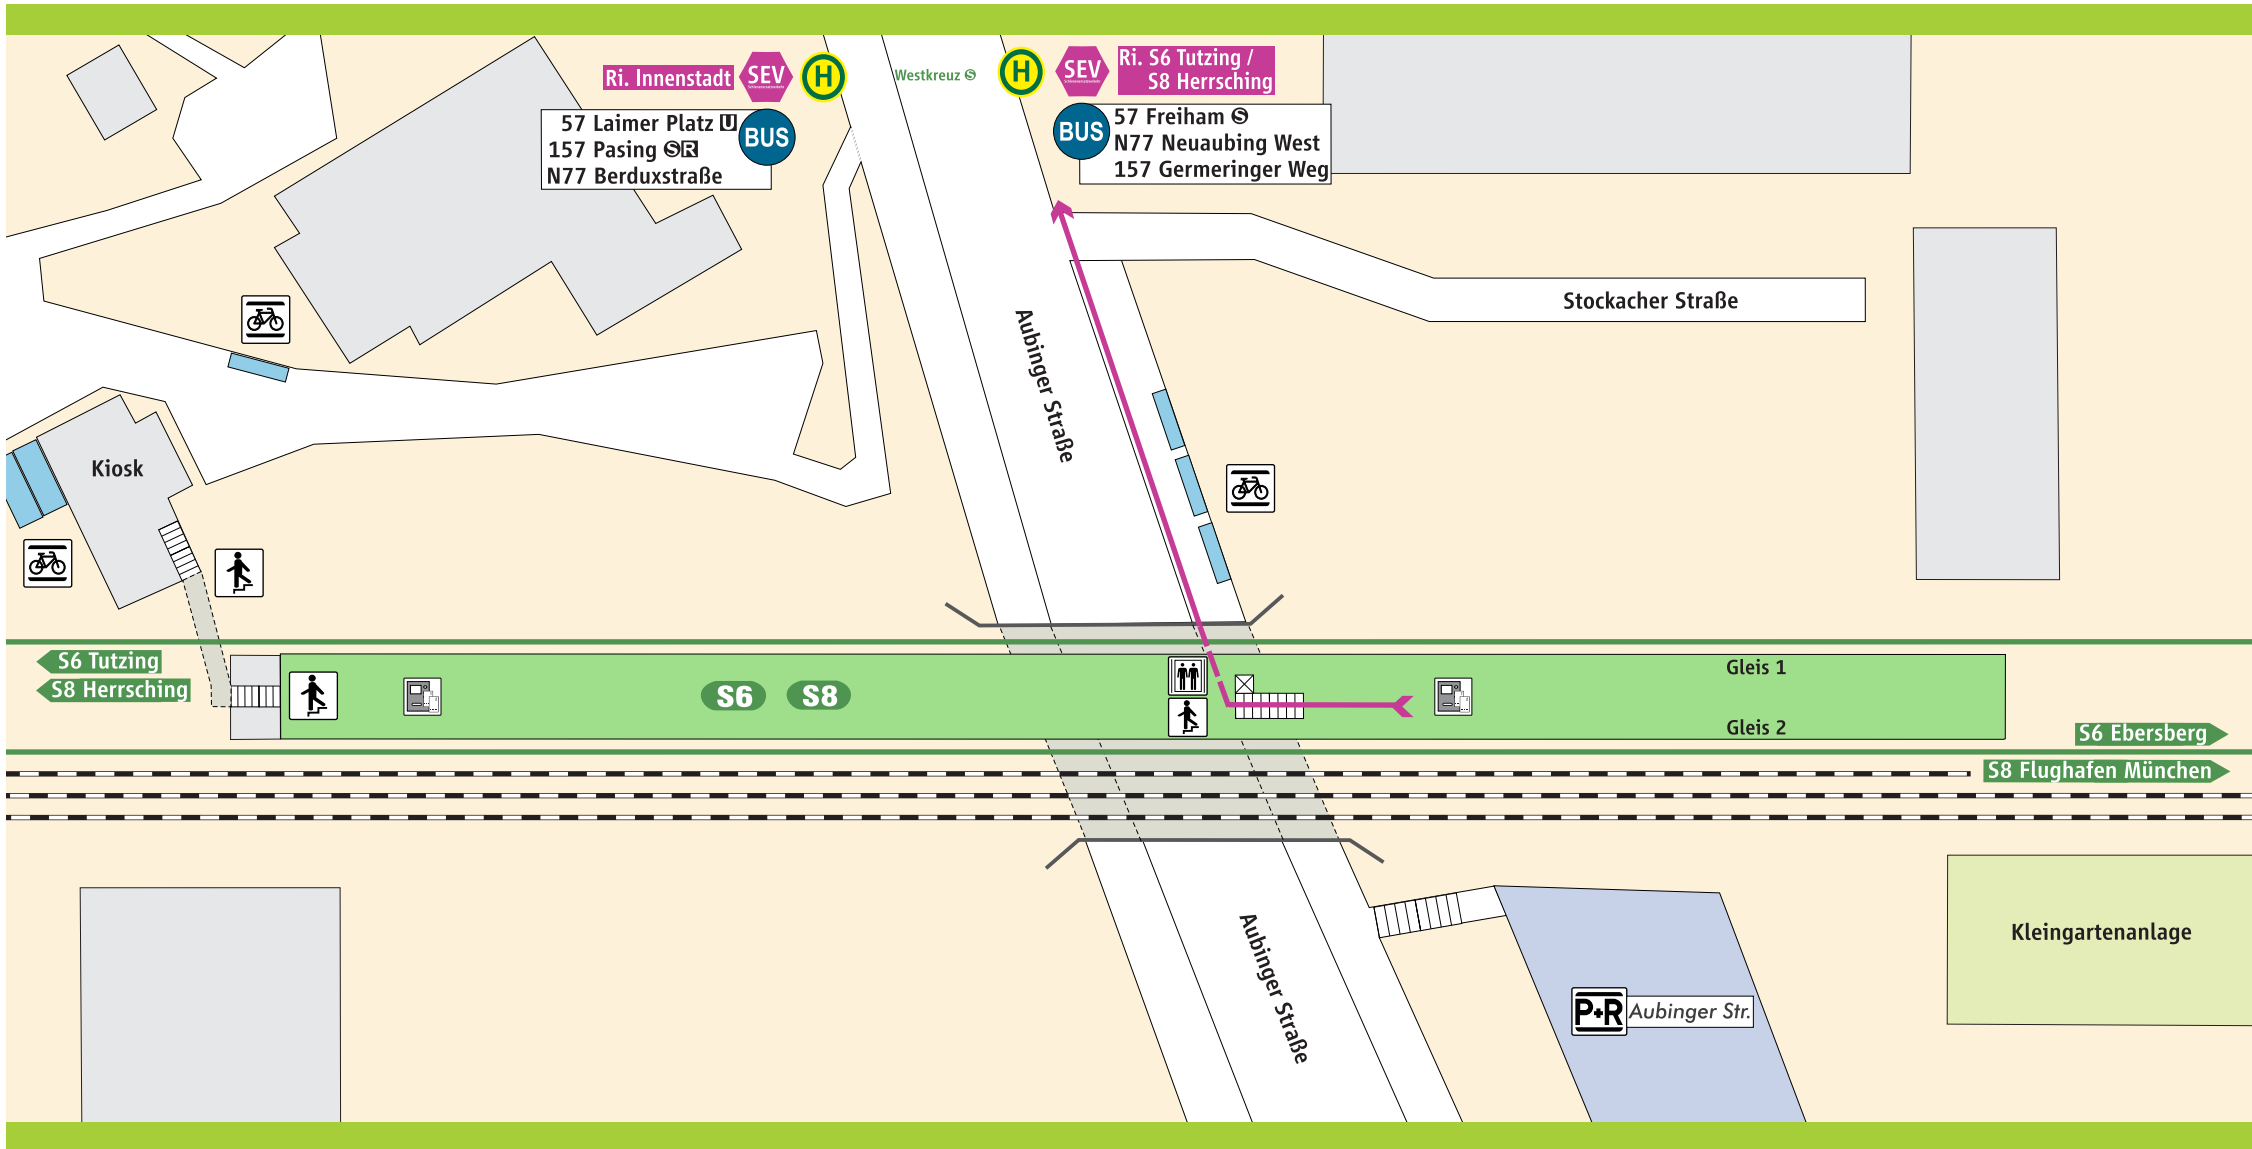 Ri. Innenstadt
SEV
Schienenersatzverkehr
H
57 Laimer Platz U
157 Pasing S R
N77 Berduxstraße
BUS
Westkreuz S
H
SEV
Schienenersatzverkehr
Ri. S6 Tutzing /
S8 Herrsching
BUS
57 Freiham S
N77 Neuaubing West
157 Germeringer Weg
Stockacher Straße
Aubinger Straße
Kiosk
S6 Tutzing
S8 Herrsching
S6
S8
Gleis 1
Gleis 2
S6 Ebersberg
S8 Flughafen München
Aubinger Straße
Kleingartenanlage
P+R
Aubinger Str.